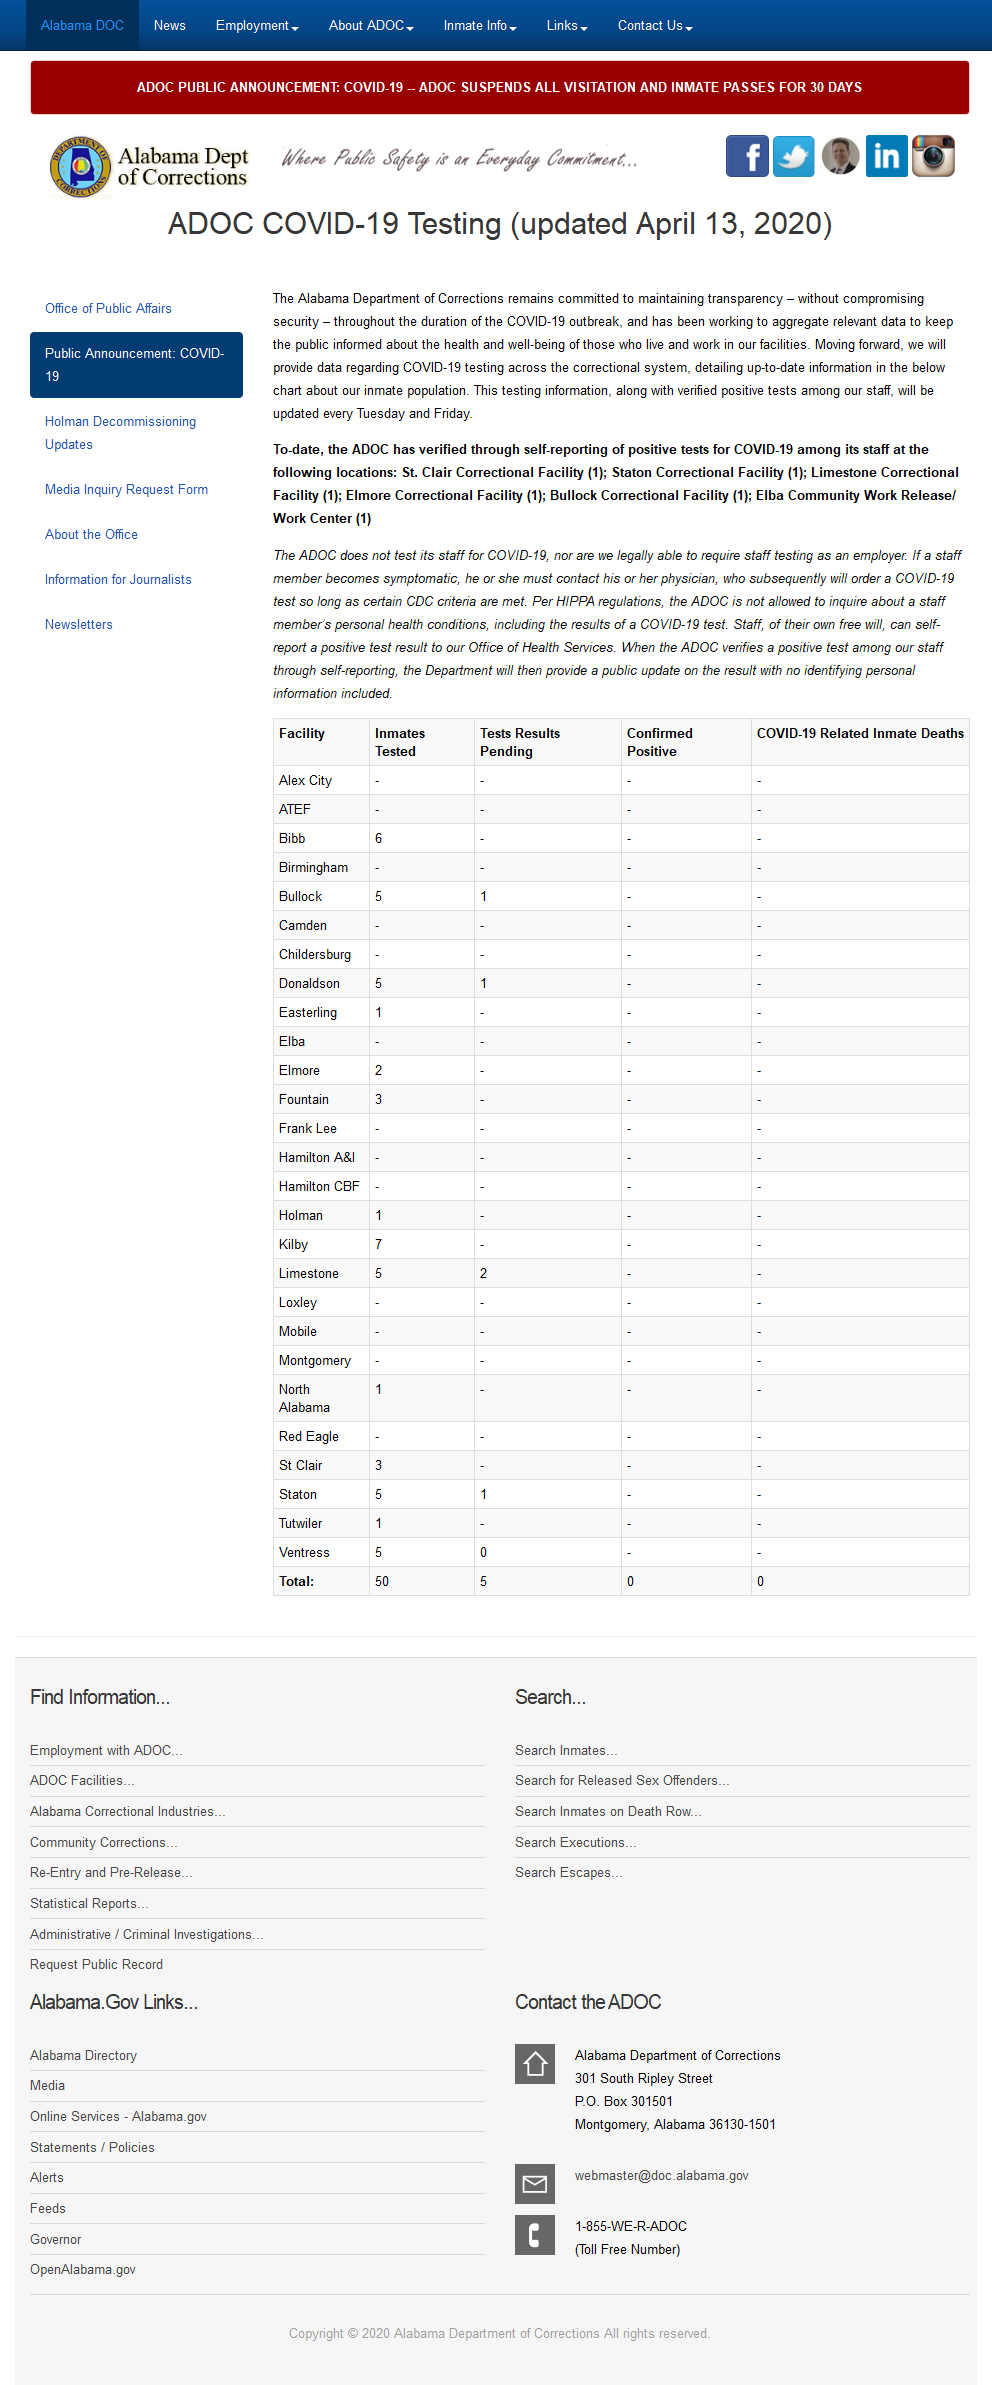 Alabama DOC News Employment About ADOC Inmate Info Links Contact Us
ADOC PUBLIC ANNOUNCEMENT: COVID-19 -- ADOC SUSPENDS ALL VISITATION AND INMATE PASSES FOR 30 DAYS
DEPARTMENT OF CORRECTIONS
Alabama Dept
of Corrections
Where Public Safety is an Everyday Commitment...
ADOC COVID-19 Testing (updated April 13, 2020)
Office of Public Affairs
Public Announcement: COVID-
19
Holman Decommissioning
Updates
Media Inquiry Request Form
About the Office
Information for Journalists
Newsletters
The Alabama Department of Corrections remains committed to maintaining transparency – without compromising
security – throughout the duration of the COVID-19 outbreak, and has been working to aggregate relevant data to keep
the public informed about the health and well-being of those who live and work in our facilities. Moving forward, we will
provide data regarding COVID-19 testing across the correctional system, detailing up-to-date information in the below
chart about our inmate population. This testing information, along with verified positive tests among our staff, will be
updated every Tuesday and Friday.
To-date, the ADOC has verified through self-reporting of positive tests for COVID-19 among its staff at the
following locations: St. Clair Correctional Facility (1); Staton Correctional Facility (1); Limestone Correctional
Facility (1); Elmore Correctional Facility (1); Bullock Correctional Facility (1); Elba Community Work Release/
Work Center (1)
The ADOC does not test its staff for COVID-19, nor are we legally able to require staff testing as an employer. If a staff
member becomes symptomatic, he or she must contact his or her physician, who subsequently will order a COVID-19
test so long as certain CDC criteria are met. Per HIPPA regulations, the ADOC is not allowed to inquire about a staff
member's personal health conditions, including the results of a COVID-19 test. Staff, of their own free will, can self-
report a positive test result to our Office of Health Services. When the ADOC verifies a positive test among our staff
through self-reporting, the Department will then provide a public update on the result with no identifying personal
information included.
Facility Inmates Tested Tests Results Pending Confirmed Positive COVID-19 Related Inmate Deaths
Alex City - - - -
ATEF - - - -
Bibb 6 - - -
Birmingham - - - -
Bullock 5 1 - -
Camden - - - -
Childersburg - - - -
Donaldson 5 1 - -
Easterling 1 - - -
Elba - - - -
Elmore 2 - - -
Fountain 3 - - -
Frank Lee - - - -
Hamilton A&I - - - -
Hamilton CBF - - - -
Holman 1 - - -
Kilby 7 - - -
Limestone 5 2 - -
Loxley - - - -
Mobile - - - -
Montgomery - - - -
North Alabama 1 - - -
Red Eagle - - - -
St Clair 3 - - -
Staton 5 1 - -
Tutwiler 1 - - -
Ventress 5 0 - -
Total: 50 5 0 0
Find Information...
Employment with ADOC...
ADOC Facilities...
Alabama Correctional Industries...
Community Corrections...
Re-Entry and Pre-Release...
Statistical Reports...
Administrative / Criminal Investigations...
Request Public Record
Search...
Search Inmates...
Search for Released Sex Offenders...
Search Inmates on Death Row...
Search Executions...
Search Escapes...
Alabama.Gov Links...
Alabama Directory
Media
Online Services - Alabama.gov
Statements / Policies
Alerts
Feeds
Governor
OpenAlabama.gov
Contact the ADOC
Alabama Department of Corrections
301 South Ripley Street
P.O. Box 301501
Montgomery, Alabama 36130-1501
webmaster@doc.alabama.gov
1-855-WE-R-ADOC
(Toll Free Number)
Copyright © 2020 Alabama Department of Corrections All rights reserved.